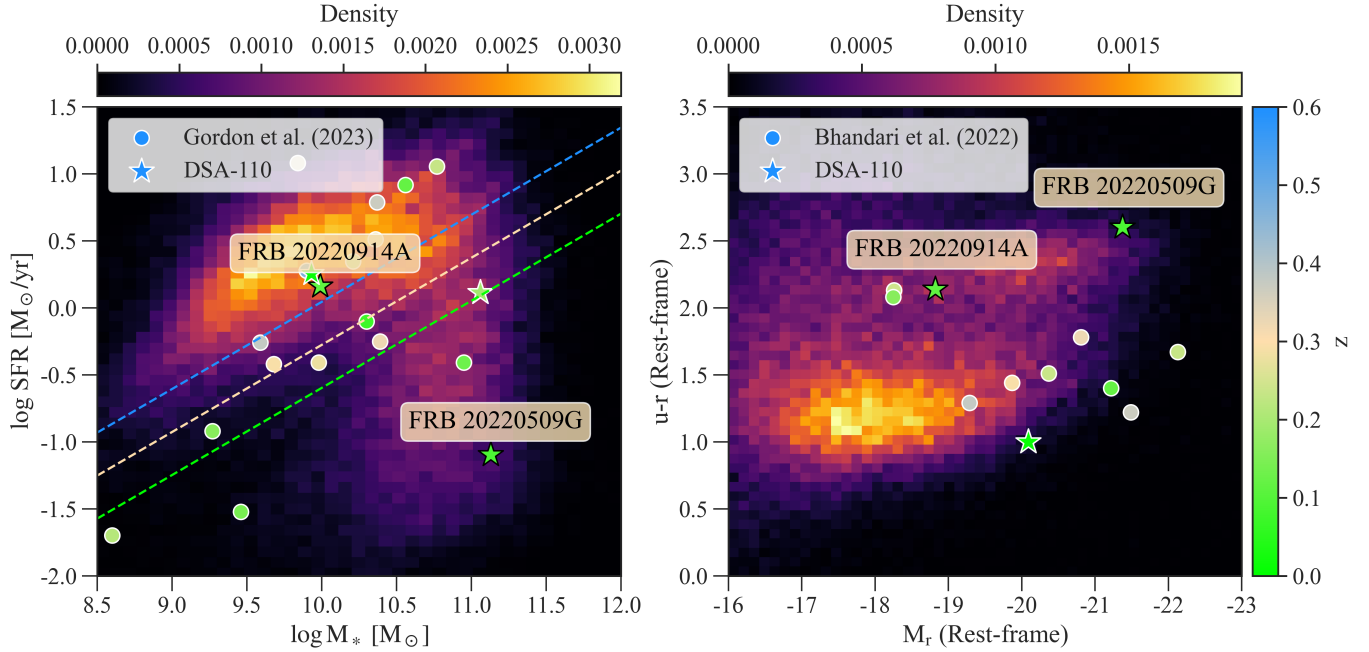 Density
0.0000 0.0005 0.0010 0.0015 0.0020 0.0025 0.0030
1.5
1.0
0.5
0.0
-0.5
-1.0
-1.5
-2.0
log SFR [M⊙/yr]
Gordon et al. (2023)
DSA-110
FRB 20220914A
FRB 20220509G
8.5 9.0 9.5 10.0 10.5 11.0 11.5 12.0
log M* [M⊙]
Density
0.0000 0.0005 0.0010 0.0015
3.5
3.0
2.5
2.0
1.5
1.0
0.5
0.0
u-r (Rest-frame)
Bhandari et al. (2022)
DSA-110
FRB 20220509G
FRB 20220914A
-16 -17 -18 -19 -20 -21 -22 -23
Mr (Rest-frame)
0.6
0.5
0.4
0.3
0.2
0.1
0.0
z